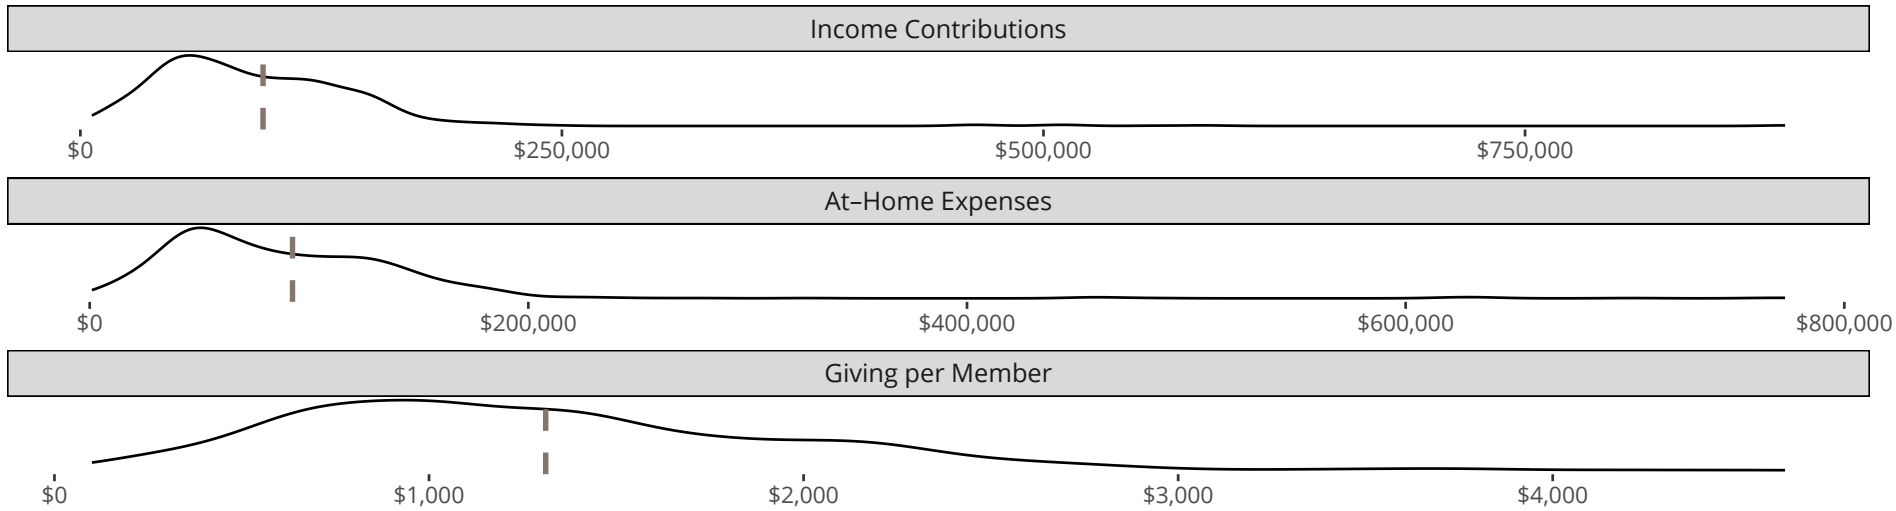 Income Contributions
$0 $250,000 $500,000 $750,000
At–Home Expenses
$0 $200,000 $400,000 $600,000 $800,000
Giving per Member
$0 $1,000 $2,000 $3,000 $4,000